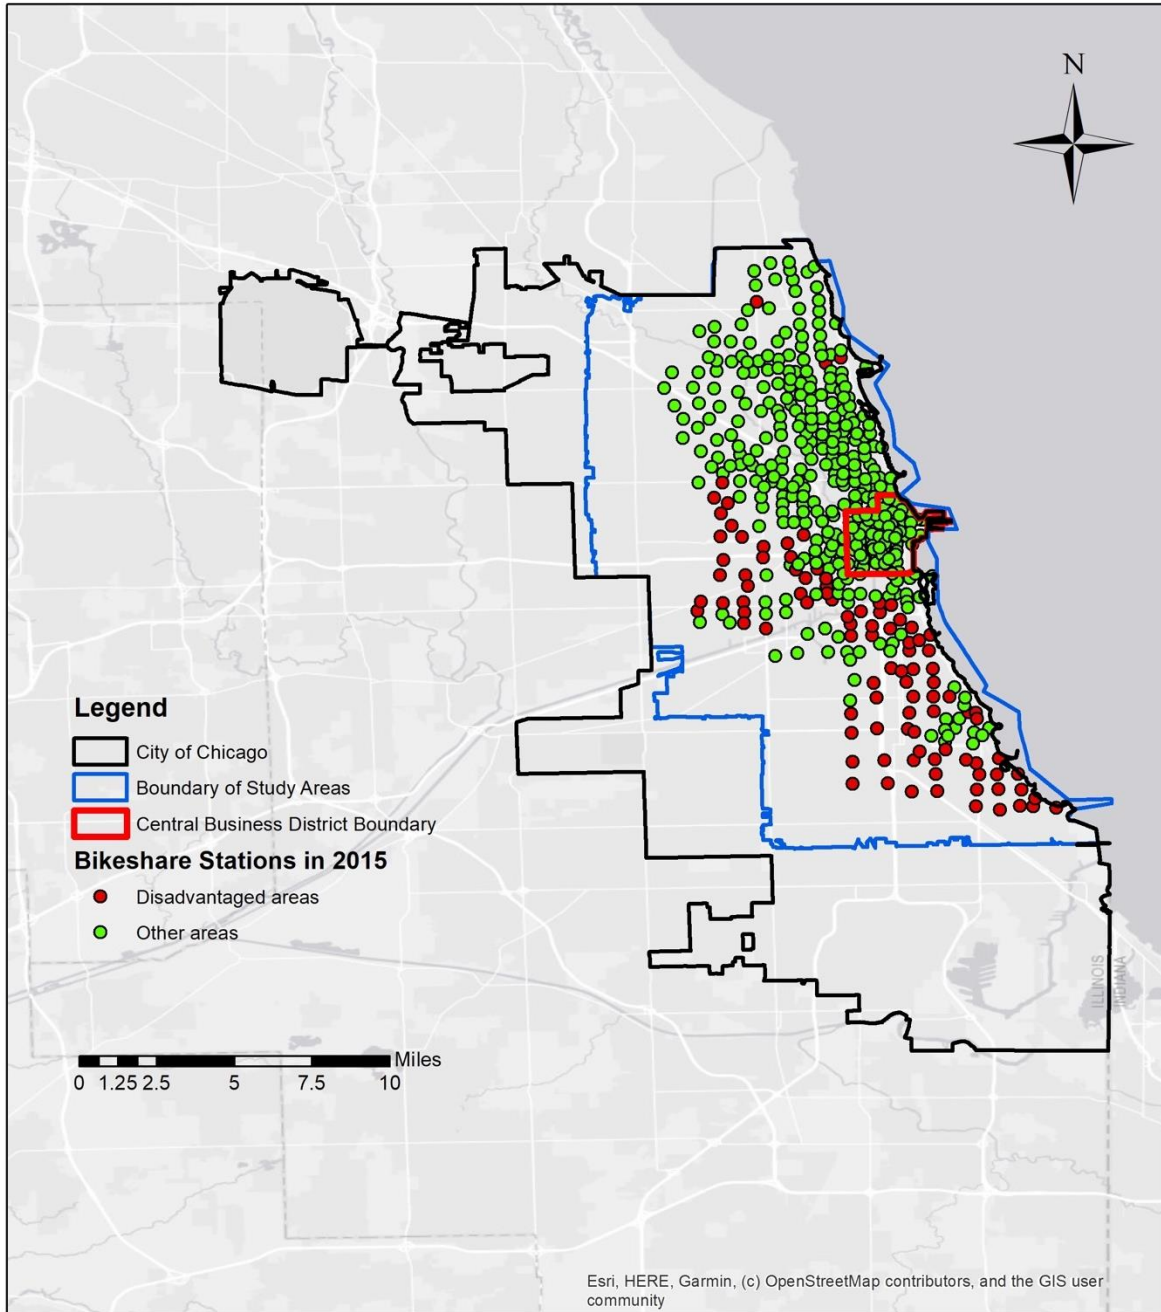 N
Legend
City of Chicago
Boundary of Study Areas
Central Business District Boundary
Bikeshare Stations in 2015
Disadvantaged areas
Other areas
ILLINOIS
INDIANA
Miles
0 1.25 2.5 5 7.5 10
Esri, HERE, Garmin, (c) OpenStreetMap contributors, and the GIS user
community